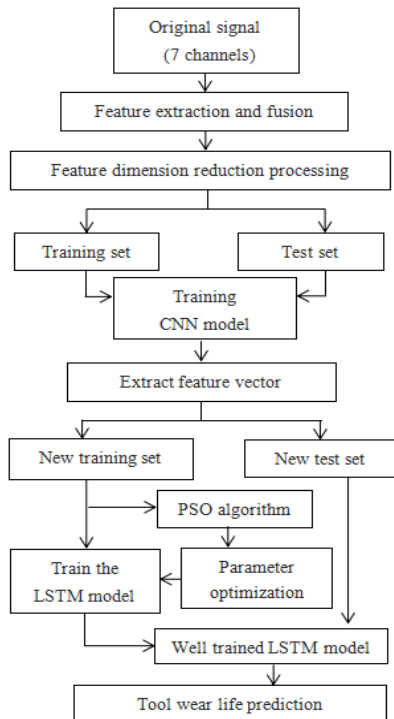 Original signal
(7 channels)
Feature extraction and fusion
Feature dimension reduction processing
Training set
Test set
Training
CNN model
Extract feature vector
New training set
New test set
PSO algorithm
Train the
LSTM model
Parameter
optimization
Well trained LSTM model
Tool wear life prediction